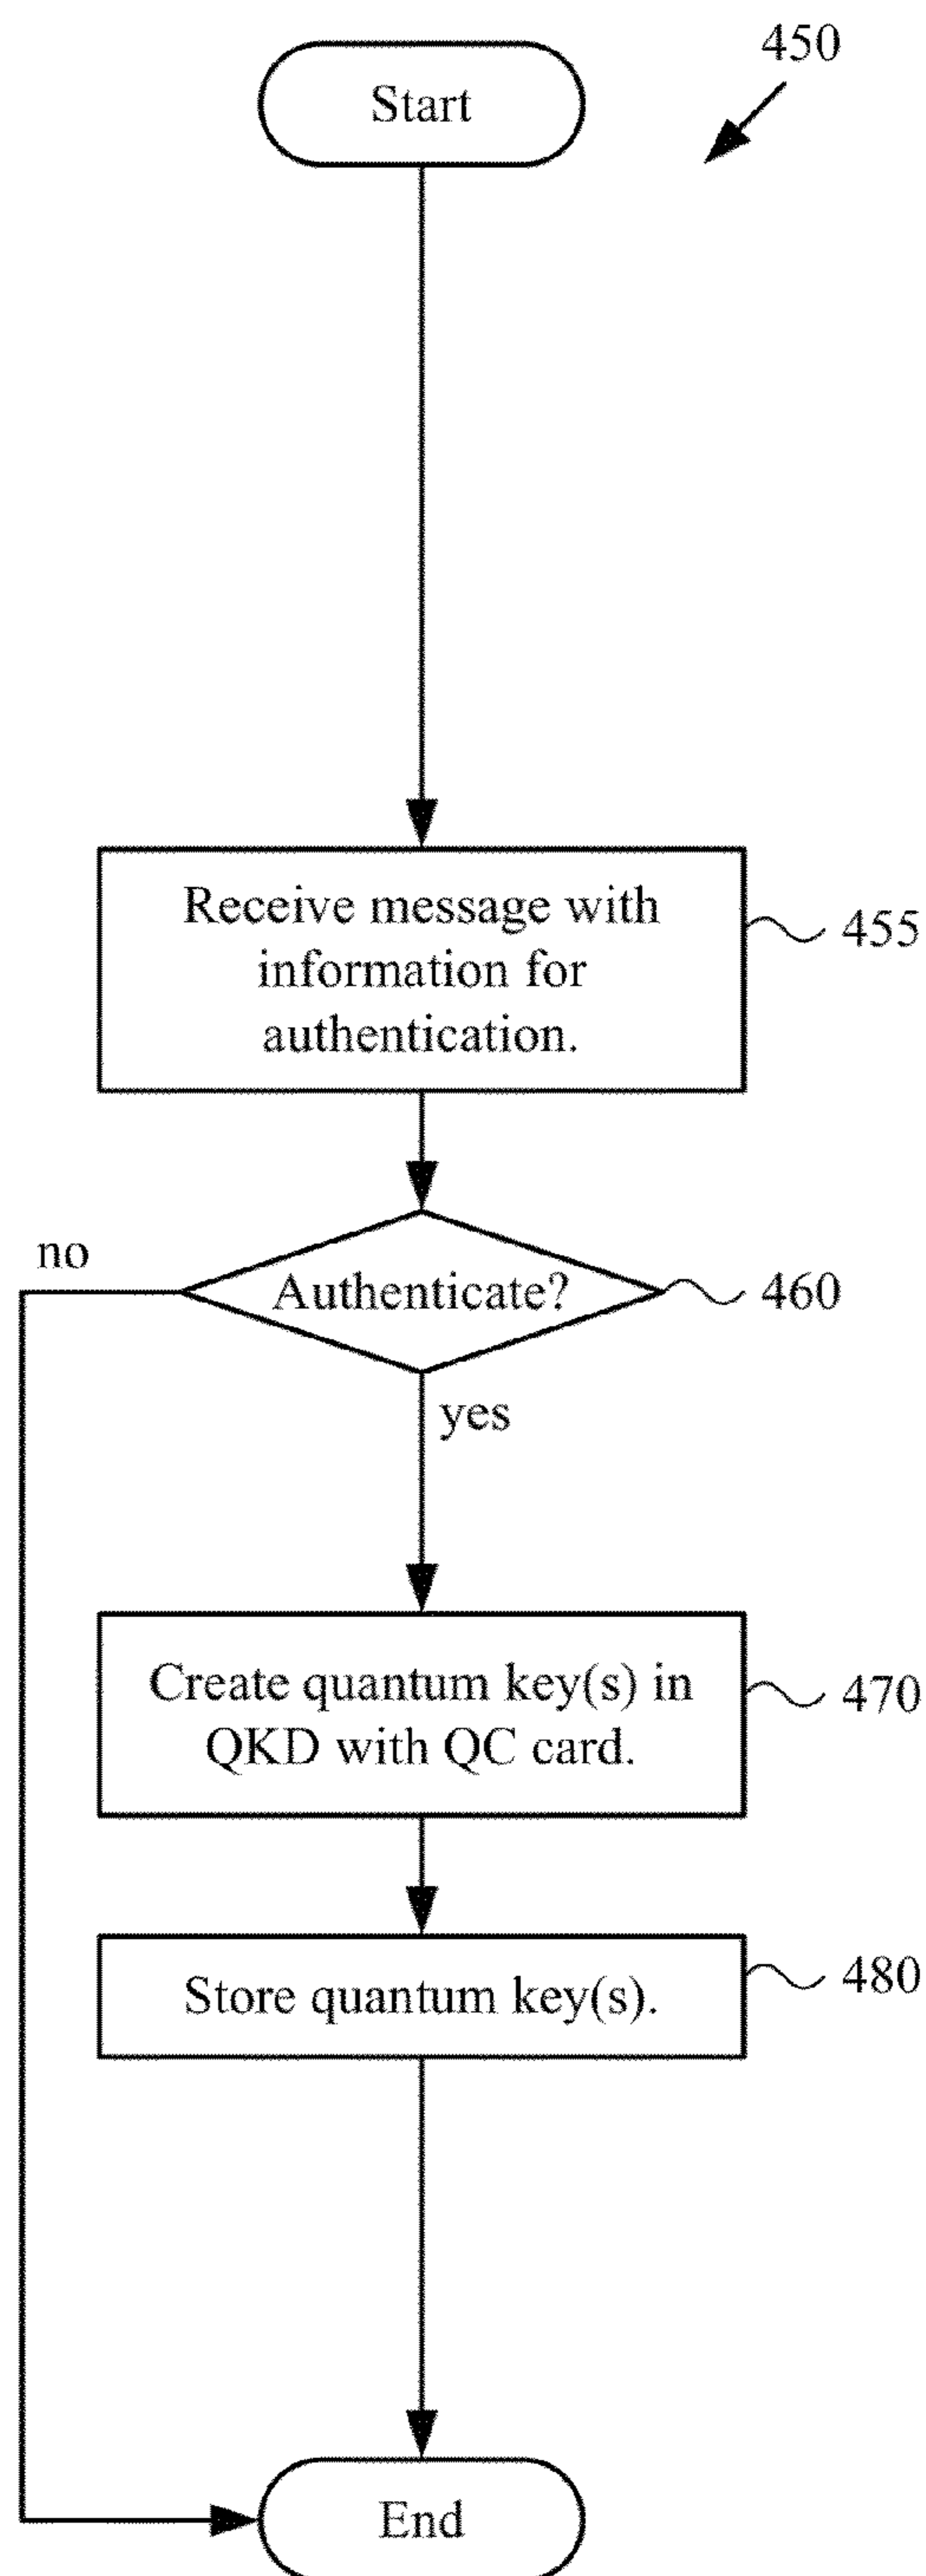 450
Start
Receive message with
information for
authentication.
455
no
Authenticate?
460
yes
Create quantum key(s) in
QKD with QC card.
470
Store quantum key(s).
480
End